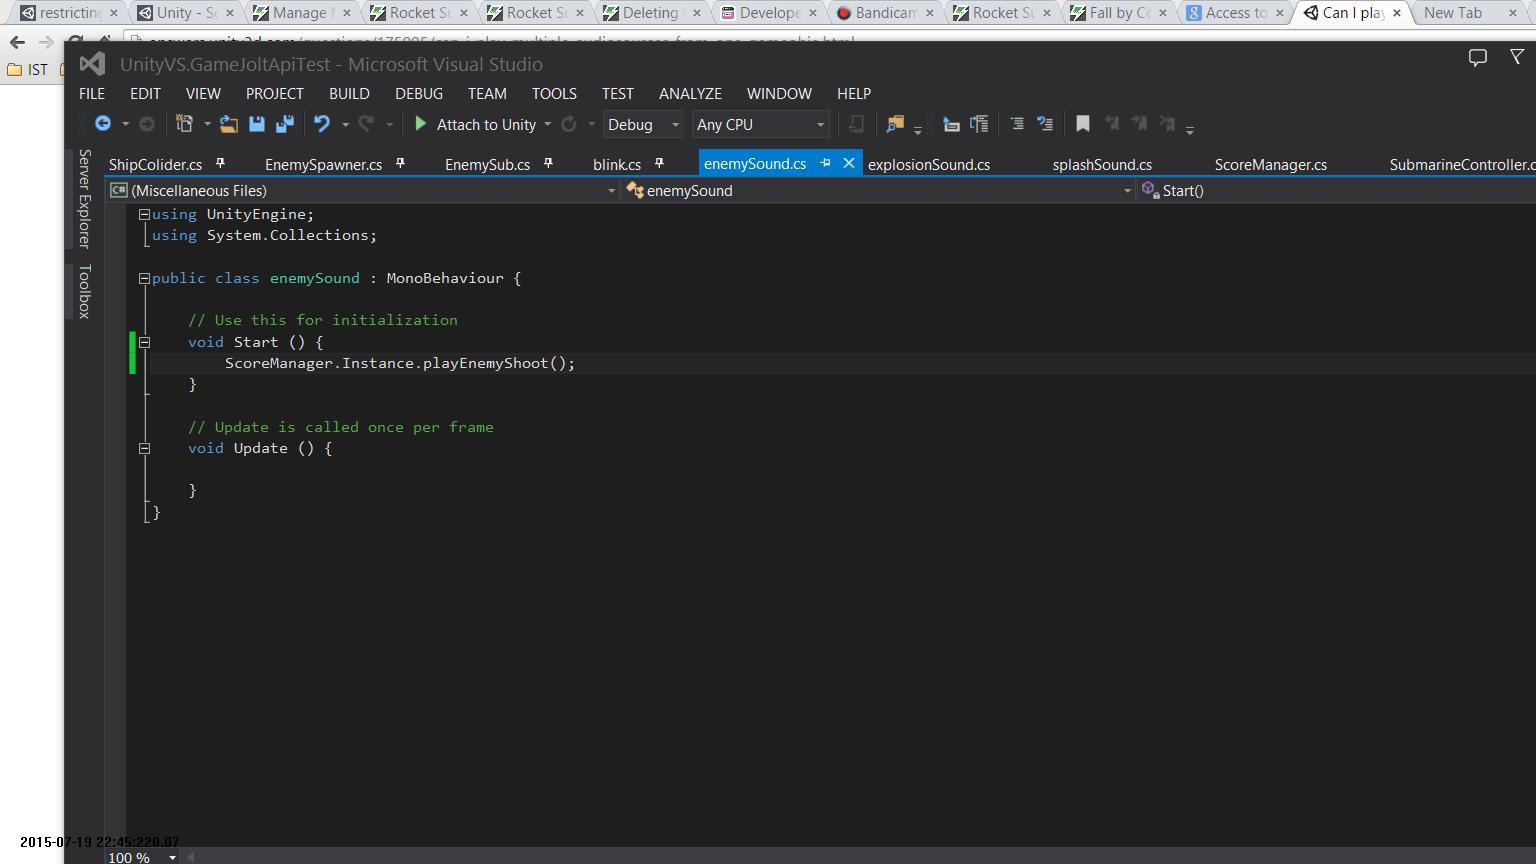 restricting Unity - Sc Manage Rocket Su Rocket Su Deleting Develope Bandicam Rocket Su Fall by Co Access to Can I play New Tab
IST
UnityVS.GameJoltApiTest - Microsoft Visual Studio
FILE EDIT VIEW PROJECT BUILD DEBUG TEAM TOOLS TEST ANALYZE WINDOW HELP
Attach to Unity Debug Any CPU
ShipColider.cs EnemySpawner.cs EnemySub.cs blink.cs enemySound.cs explosionSound.cs splashSound.cs ScoreManager.cs SubmarineController.c
C# (Miscellaneous Files) enemySound Start()
Server Explorer
Toolbox
using UnityEngine;
using System.Collections;
public class enemySound : MonoBehaviour {
// Use this for initialization
void Start () {
ScoreManager.Instance.playEnemyShoot();
}
// Update is called once per frame
void Update () {
}
}
2015-07-19 22:45:220.07
100 %